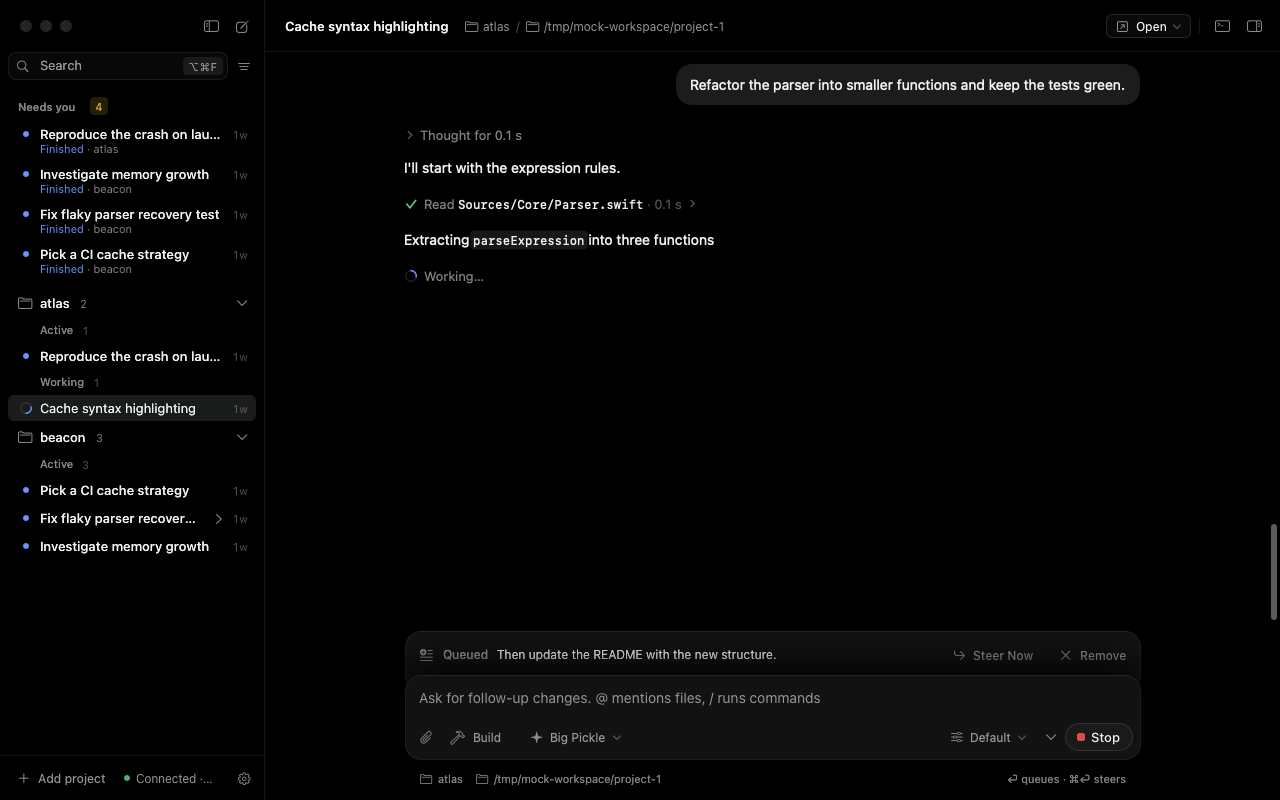 Search ⌥⌘F
Needs you 4
Reproduce the crash on lau... 1w
Finished · atlas
Investigate memory growth 1w
Finished · beacon
Fix flaky parser recovery test 1w
Finished · beacon
Pick a CI cache strategy 1w
Finished · beacon
atlas 2
Active 1
Reproduce the crash on lau... 1w
Working 1
Cache syntax highlighting 1w
beacon 3
Active 3
Pick a CI cache strategy 1w
Fix flaky parser recover... 1w
Investigate memory growth 1w
Add project Connected ·...
Cache syntax highlighting atlas / /tmp/mock-workspace/project-1 Open
Refactor the parser into smaller functions and keep the tests green.
Thought for 0.1 s
I'll start with the expression rules.
Read Sources/Core/Parser.swift · 0.1 s
Extracting parseExpression into three functions
Working...
Queued Then update the README with the new structure. Steer Now Remove
Ask for follow-up changes. @ mentions files, / runs commands
Build Big Pickle Default Stop
atlas /tmp/mock-workspace/project-1 ⏎ queues · ⌘⏎ steers